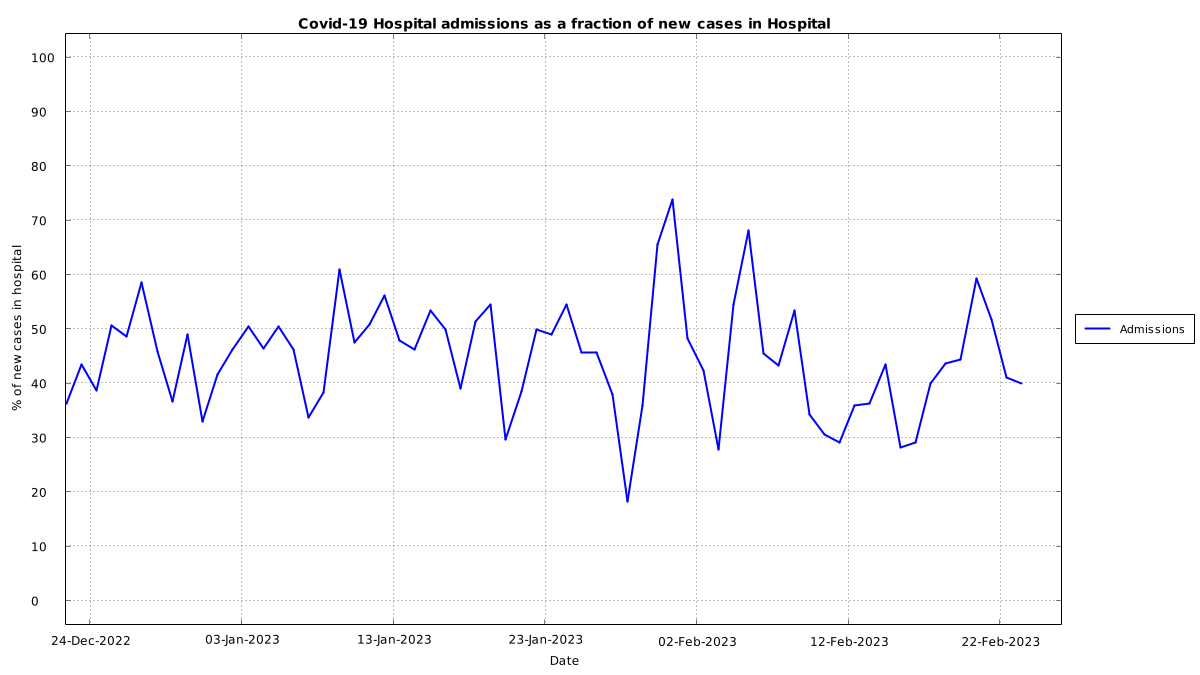 Covid-19 Hospital admissions as a fraction of new cases in Hospital
100
90
80
70
60
50
40
30
20
10
0
% of new cases in hospital
Admissions
24-Dec-2022
03-Jan-2023
13-Jan-2023
23-Jan-2023
02-Feb-2023
12-Feb-2023
22-Feb-2023
Date